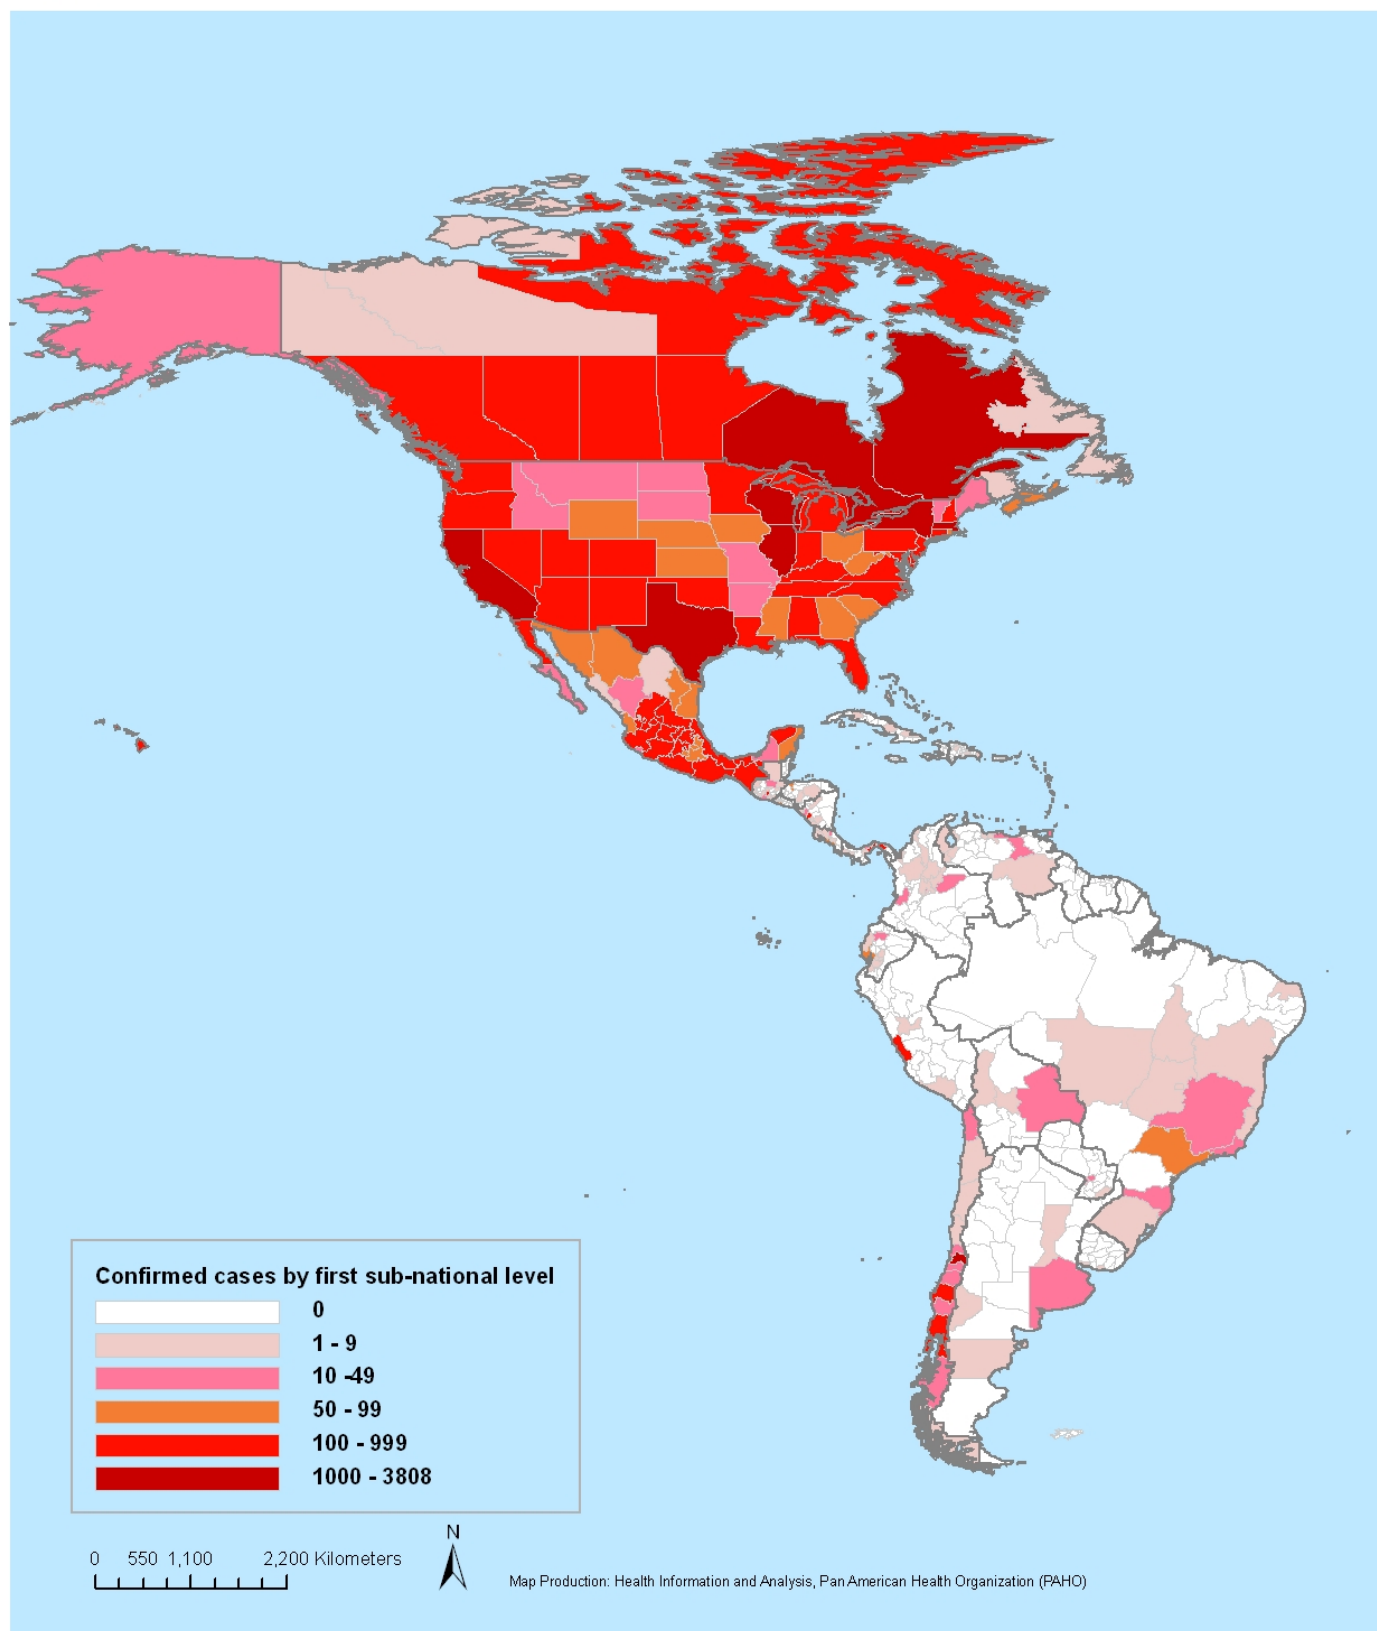 Confirmed cases by first sub-national level
0
1 - 9
10 -49
50 - 99
100 - 999
1000 - 3808
N
0 550 1,100 2,200 Kilometers
Map Production: Health Information and Analysis, Pan American Health Organization (PAHO)